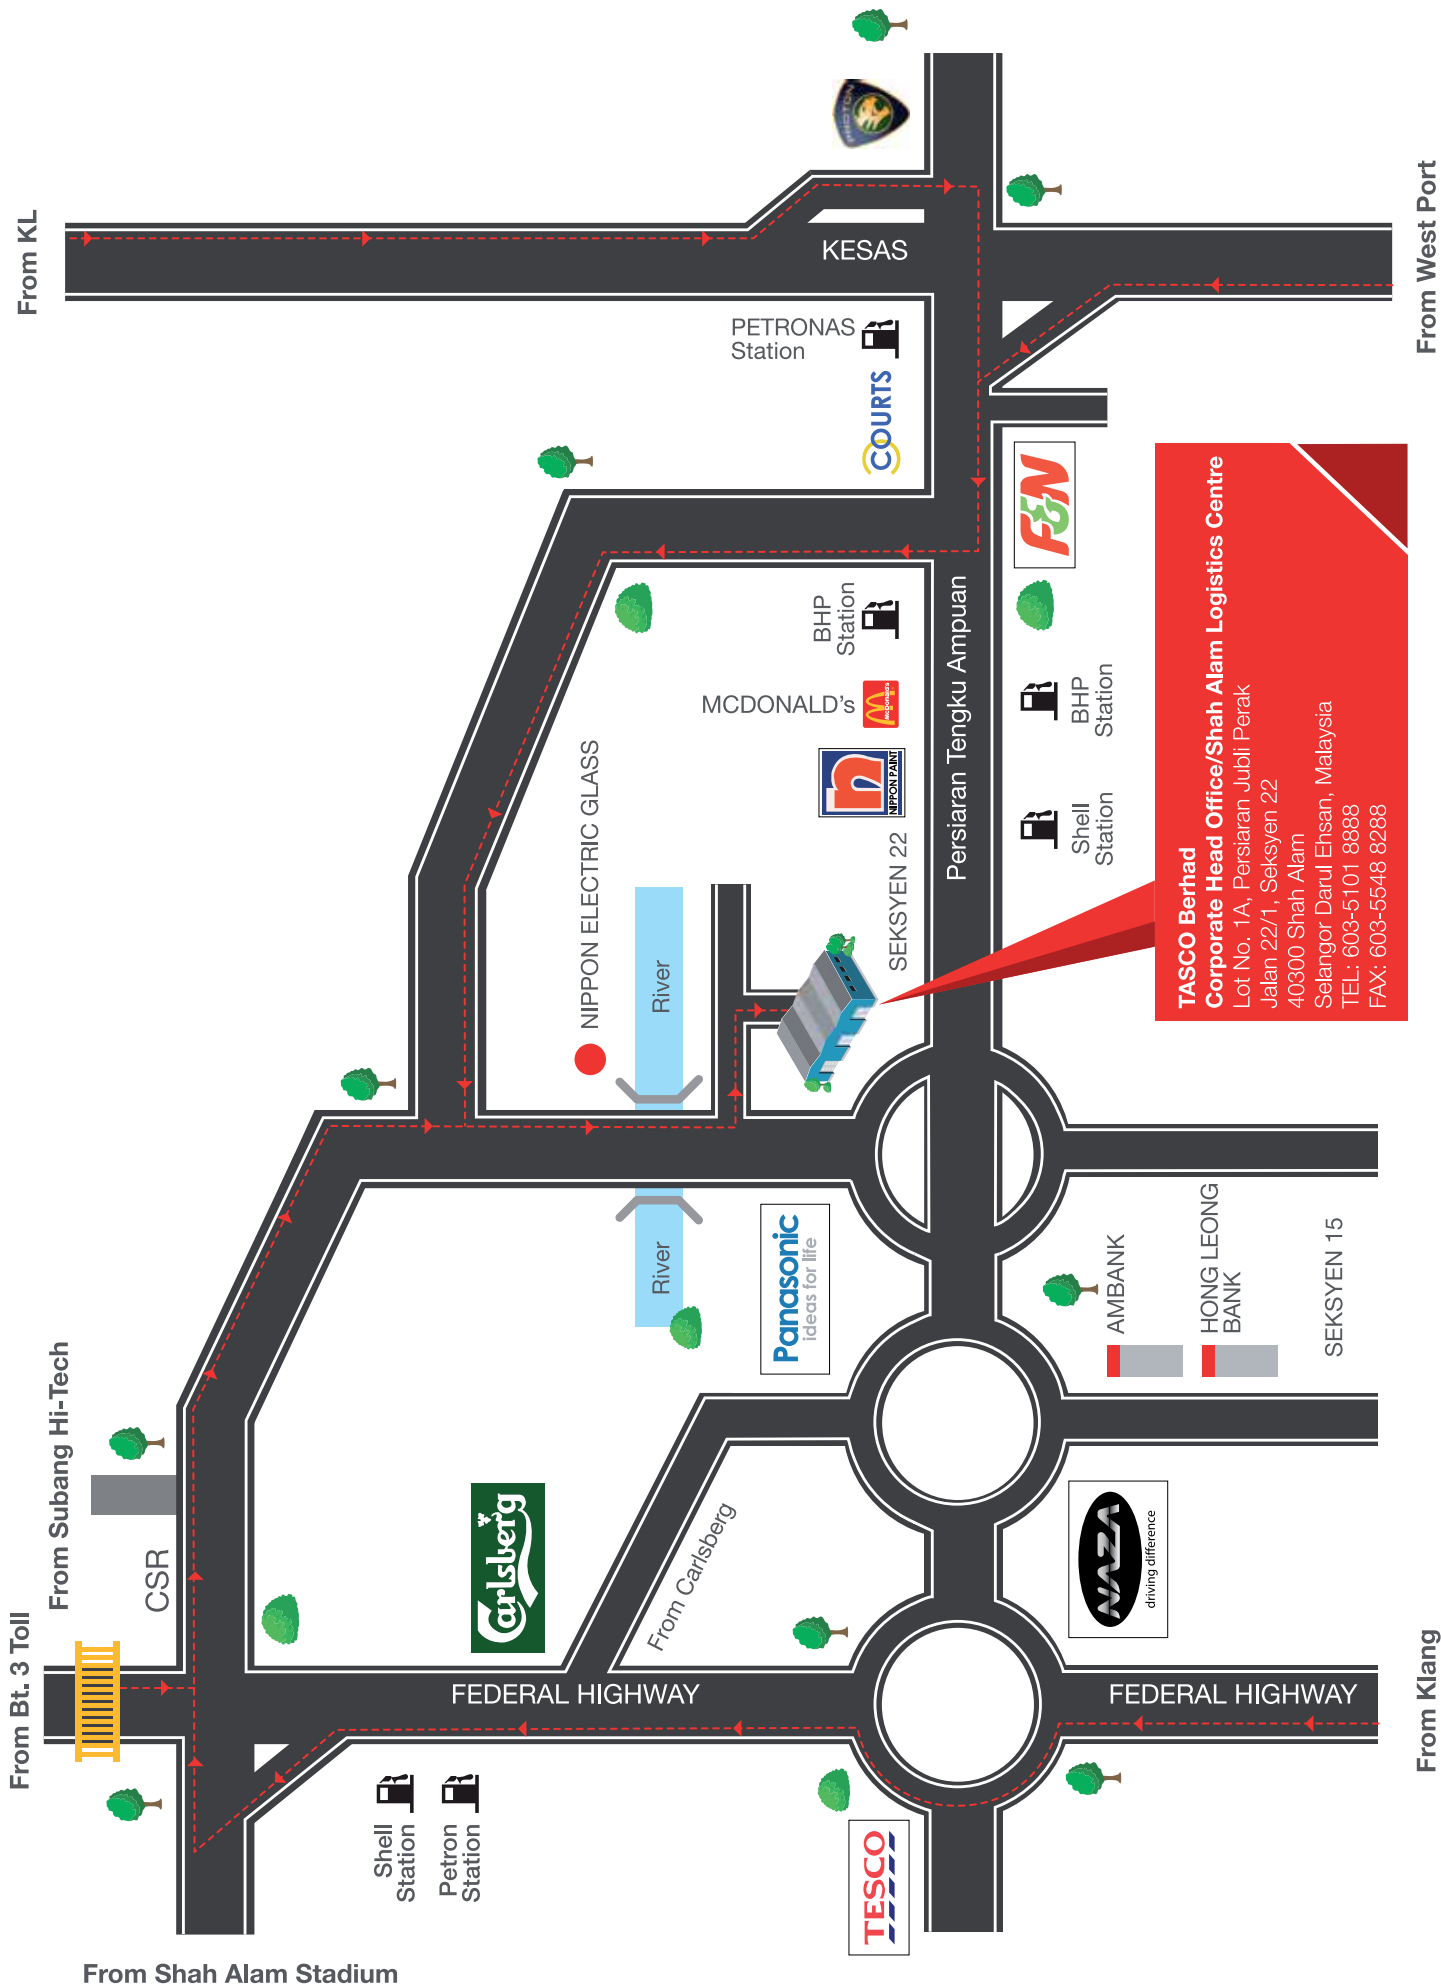 From KL
PROTON
KESAS
PETRONAS
Station
COURTS
From West Port
F&N
BHP
Station
MCDONALD's
McDonald's
NIPPON PAINT
NIPPON ELECTRIC GLASS
SEKSYEN 22
Persiaran Tengku Ampuan
BHP
Station
Shell
Station
TASCO Berhad
Corporate Head Office/Shah Alam Logistics Centre
Lot No. 1A, Persiaran Jubli Perak
Jalan 22/1, Seksyen 22
40300 Shah Alam
Selangor Darul Ehsan, Malaysia
TEL: 603-5101 8888
FAX: 603-5548 8288
River
River
Panasonic
ideas for life
AMBANK
HONG LEONG
BANK
SEKSYEN 15
From Subang Hi-Tech
CSR
From Bt. 3 Toll
Carlsberg
From Carlsberg
NAZA
driving difference
FEDERAL HIGHWAY
FEDERAL HIGHWAY
From Klang
Shell
Station
Petron
Station
TESCO
From Shah Alam Stadium